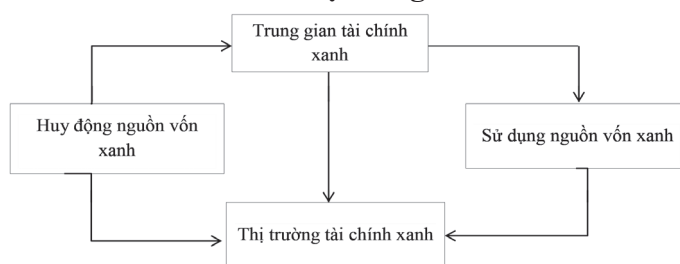 Trung gian tài chính
xanh
Huy động nguồn vốn
xanh
Sử dụng nguồn vốn xanh
Thị trường tài chính xanh